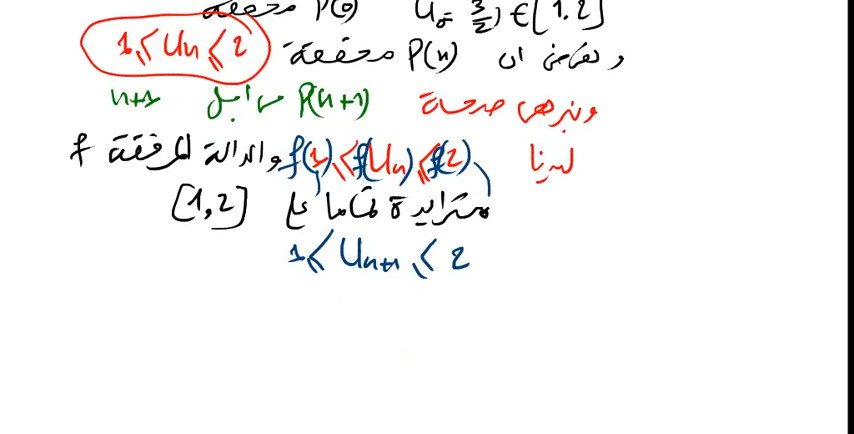 P(0) محققة U₀ = 3/2) ∈ [1,2]
و نفرض ان P(n) محققة 1 ⩽ Un ⩽ 2
ونبرهن صحة P(n+1) من اجل n+1
لدينا f(1) ⩽ f(Un) ⩽ f(2) والدالة المرفقة f
متزايدة تماما على [1,2]
1 ⩽ Un+1 ⩽ 2